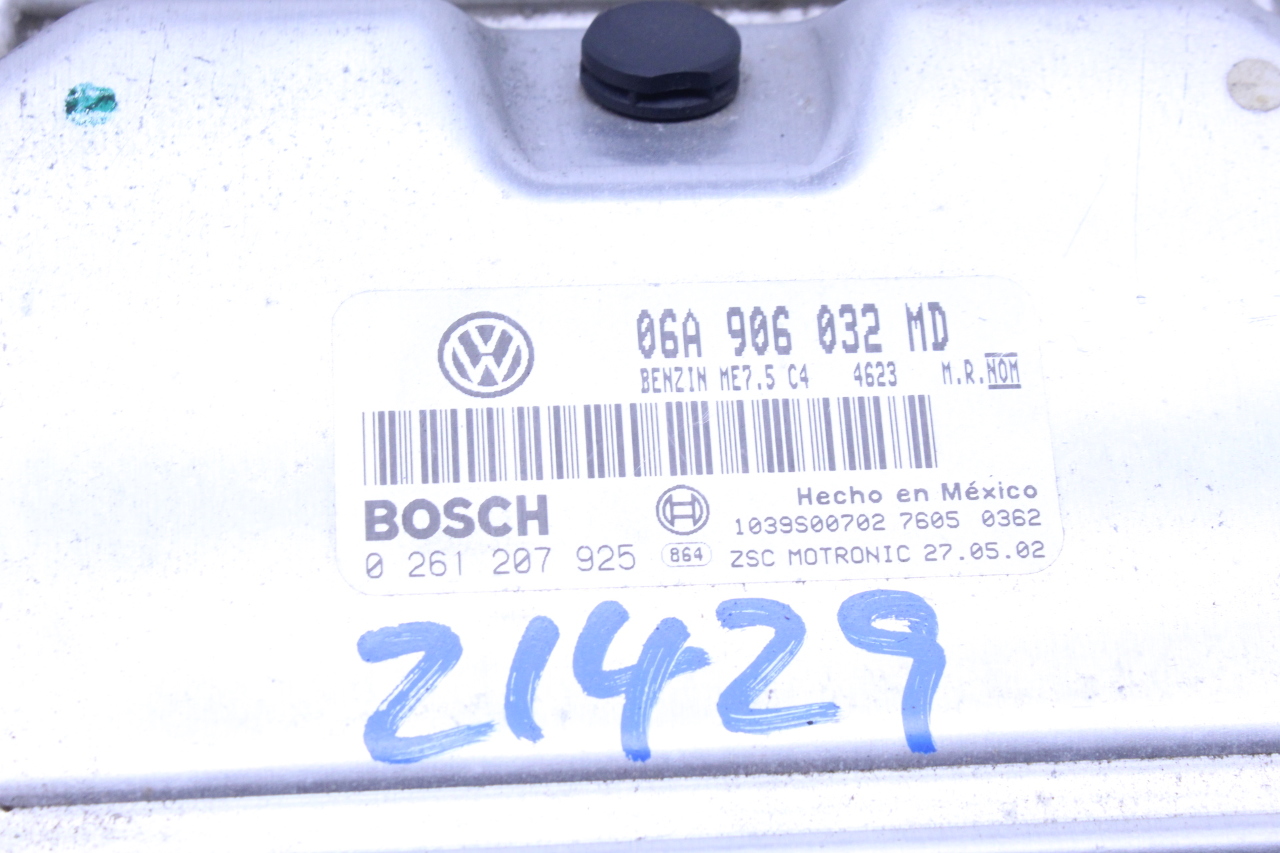 06A 906 032 MD
BENZIN ME7.5 C4 4623 M.R.NOM
BOSCH
Hecho en México
1039S00702 7605 0362
0 261 207 925 864 ZSC MOTRONIC 27.05.02
21429